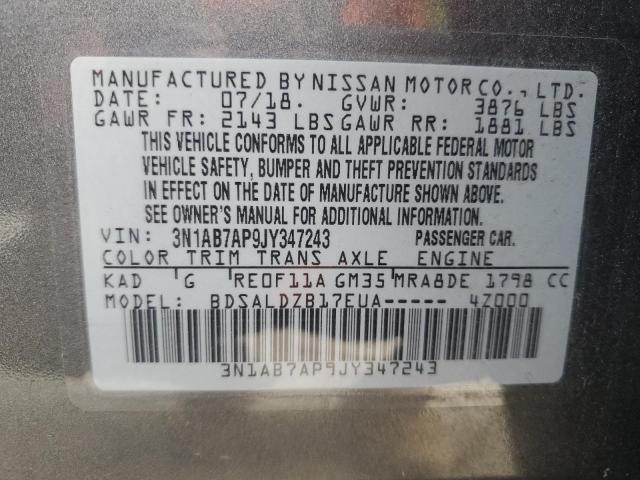 MANUFACTURED BY NISSAN MOTOR CO., LTD.
DATE: 07/18. GVWR: 3876 LBS
GAWR FR: 2143 LBS GAWR RR: 1881 LBS
THIS VEHICLE CONFORMS TO ALL APPLICABLE FEDERAL MOTOR
VEHICLE SAFETY, BUMPER AND THEFT PREVENTION STANDARDS
IN EFFECT ON THE DATE OF MANUFACTURE SHOWN ABOVE.
SEE OWNER'S MANUAL FOR ADDITIONAL INFORMATION.
VIN: 3N1AB7AP9JY347243 PASSENGER CAR.
COLOR TRIM TRANS AXLE ENGINE
KAD G RE0F11A GM35 MRA8DE 1798 CC
MODEL: BDSALDZB17EUA----- 4Z000
3N1AB7AP9JY347243